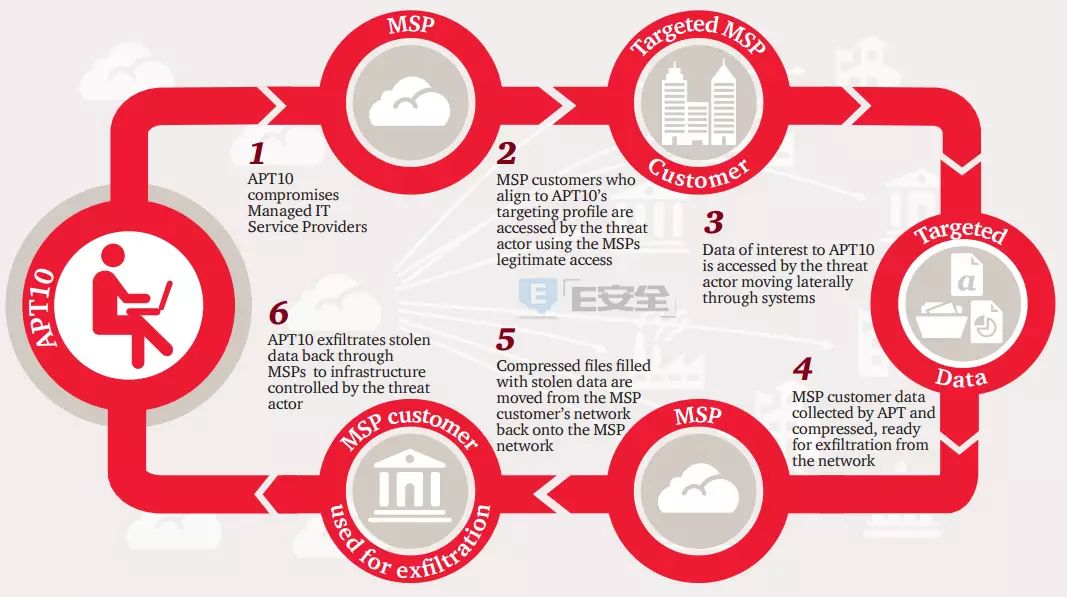 MSP
Targeted MSP
Customer
1
APT10
compromises
Managed IT
Service Providers
2
MSP customers who
align to APT10's
targeting profile are
accessed by the threat
actor using the MSPs
legitimate access
3
Data of interest to APT10
is accessed by the threat
actor moving laterally
through systems
Targeted
a
Data
APT10
E
E安全
6
APT10 exfiltrates stolen
data back through
MSPs to infrastructure
controlled by the threat
actor
5
Compressed files filled
with stolen data are
moved from the MSP
customer's network
back onto the MSP
network
4
MSP customer data
collected by APT and
compressed, ready
for exfiltration from
the network
MSP customer
used for exfiltration
MSP